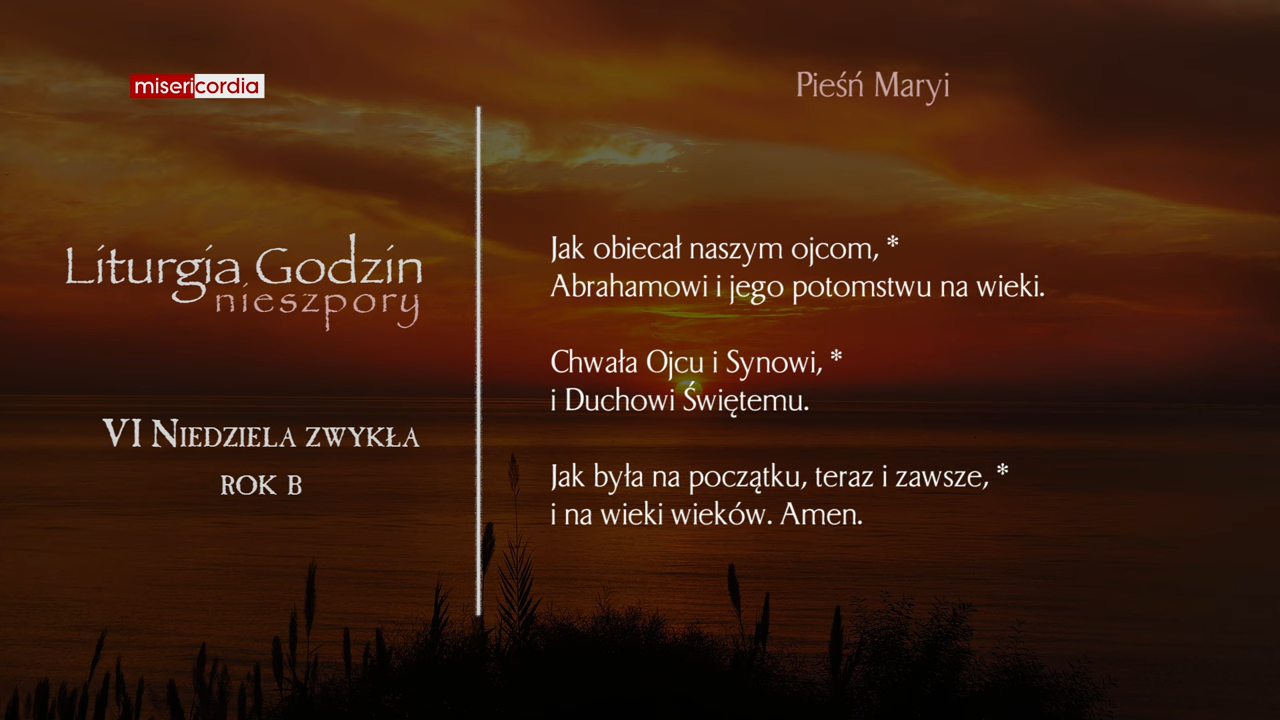 misericordia
Pieśń Maryi
Liturgia Godzin
nieszpory
VI Niedziela zwykła
rok B
Jak obiecał naszym ojcom, *
Abrahamowi i jego potomstwu na wieki.
Chwała Ojcu i Synowi, *
i Duchowi Świętemu.
Jak była na początku, teraz i zawsze, *
i na wieki wieków. Amen.